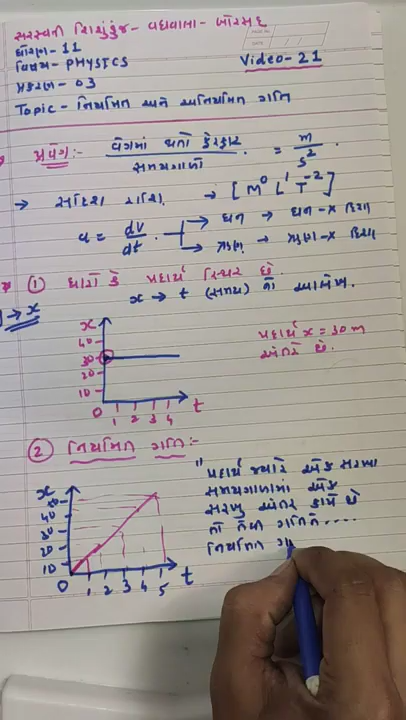 સરસ્વતી શિશુકુંજ - વઘવાલા - બોરસદ
ધોરણ - 11
વિષય - PHYSICS
Video - 21
પ્રકરણ - 03
Topic - નિયમિત અને અનિયમિત ગતિ
પ્રવેગ :- વેગમાં થતો ફેરફાર / સમયગાળો = m / s²
→ સદિશ રાશિ. → [M⁰ L¹ T⁻²]
a = dv / dt. → ધન → ધન-x દિશા
→ ઋણ → ઋણ-x દિશા
① ધારો કે પદાર્થ સ્થિર છે.
→ x
x → t (સમય) નો આલેખ.
x
40
30
20
10
0 1 2 3 4 t
પદાર્થ x = 30 m
અંતરે છે.
② નિયમિત ગતિ :-
x
50
40
30
20
10
0 1 2 3 4 5 t
" પદાર્થ જ્યારે એક સરખા
સમયગાળામાં એક
સરખુ અંતર કાપે છે
તો તેવી ગતિને ....
નિયમિત ગ